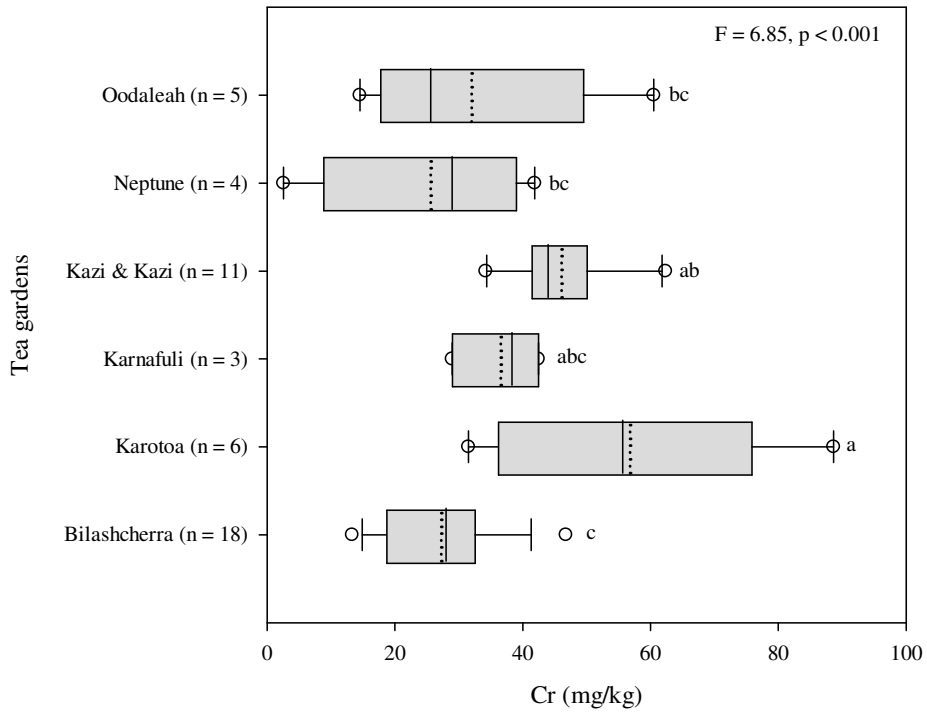 F = 6.85, p < 0.001
Oodaleah (n = 5)
bc
Neptune (n = 4)
bc
Kazi & Kazi (n = 11)
ab
Karnafuli (n = 3)
abc
Karotoa (n = 6)
a
Bilashcherra (n = 18)
c
Tea gardens
0 20 40 60 80 100
Cr (mg/kg)